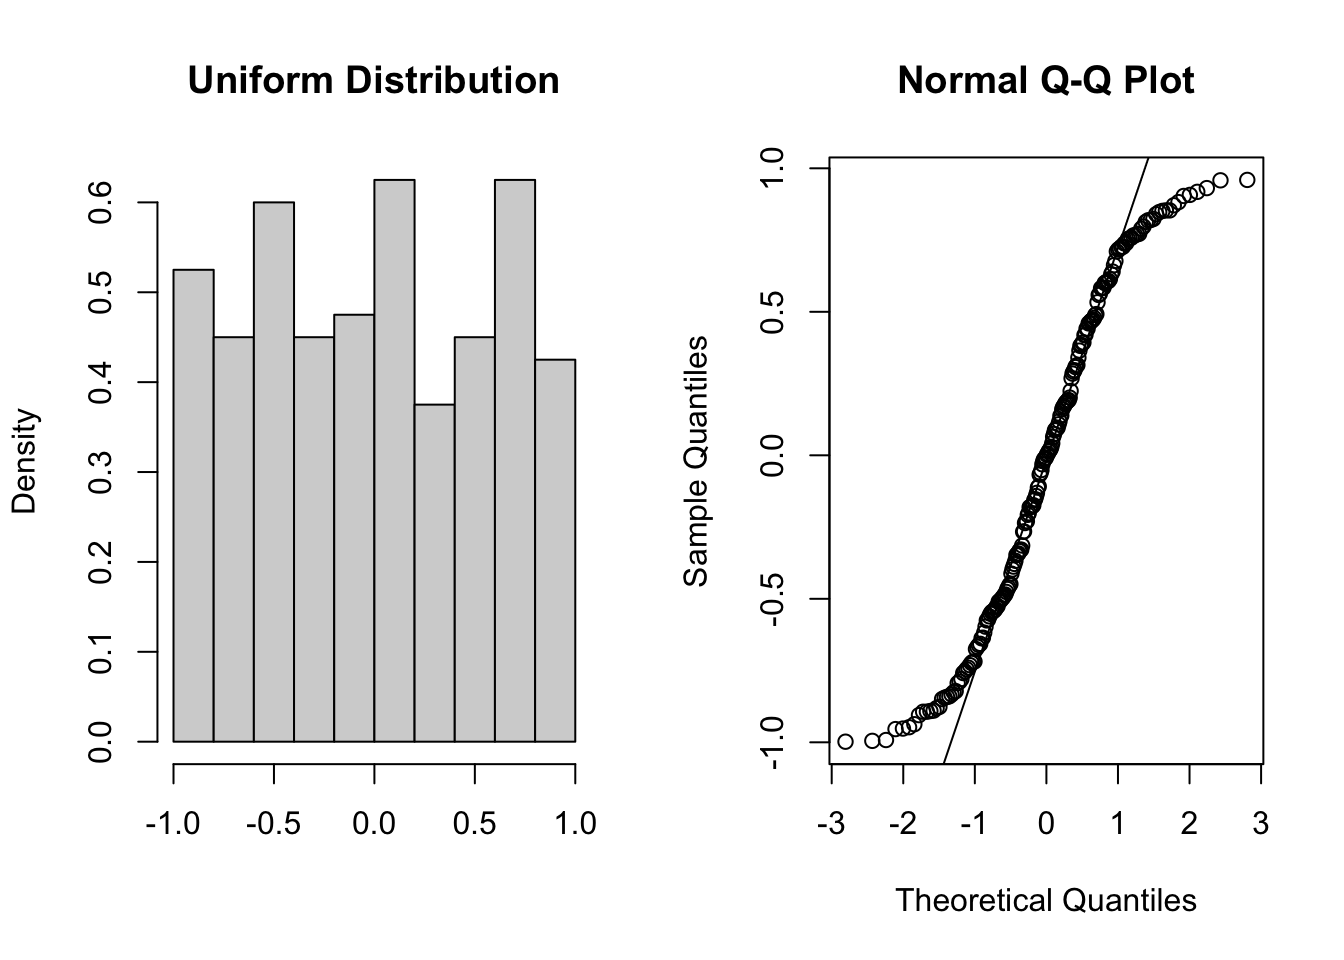 Uniform Distribution
Density
0.0 0.1 0.2 0.3 0.4 0.5 0.6
-1.0 -0.5 0.0 0.5 1.0
Normal Q-Q Plot
Sample Quantiles
-1.0 -0.5 0.0 0.5 1.0
-3 -2 -1 0 1 2 3
Theoretical Quantiles